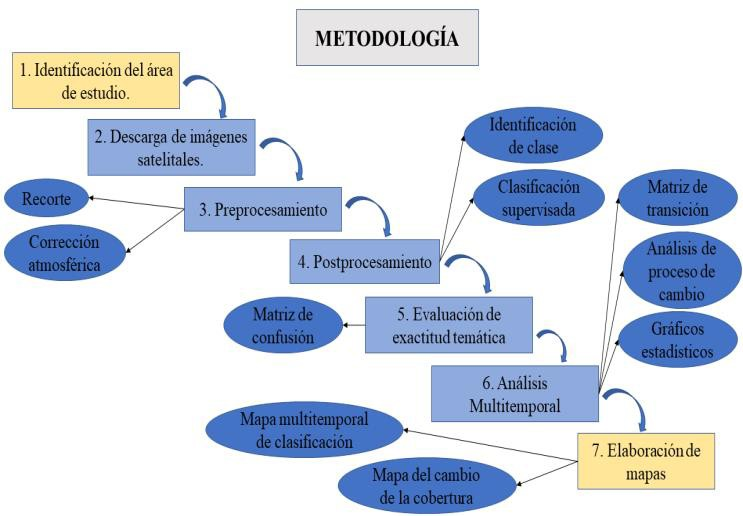 METODOLOGÍA
1. Identificación del área
de estudio.
2. Descarga de imágenes
satelitales.
Identificación
de clase
Clasificación
supervisada
Recorte
3. Preprocesamiento
Corrección
atmosférica
Matriz de
transición
4. Postprocesamiento
Análisis de
proceso de
cambio
Matriz de
confusión
5. Evaluación de
exactitud temática
Gráficos
estadísticos
6. Análisis
Multitemporal
Mapa multitemporal
de clasificación
7. Elaboración de
mapas
Mapa del cambio
de la cobertura